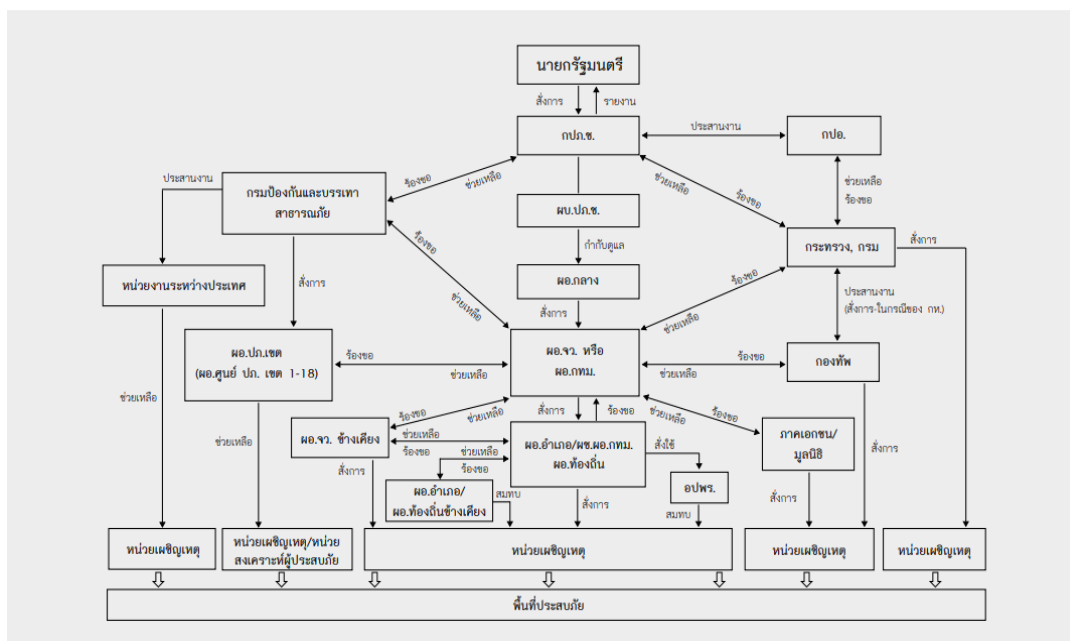 นายกรัฐมนตรี
สั่งการ
รายงาน
กปภ.ช.
ประสานงาน
กปอ.
ประสานงาน
กรมป้องกันและบรรเทา
สาธารณภัย
ร้องขอ
ช่วยเหลือ
ช่วยเหลือ
ร้องขอ
ช่วยเหลือ
ร้องขอ
ผบ.ปภ.ช.
กำกับดูแล
ร้องขอ
กระทรวง, กรม
สั่งการ
หน่วยงานระหว่างประเทศ
สั่งการ
ผอ.กลาง
ร้องขอ
ช่วยเหลือ
ช่วยเหลือ
สั่งการ
ประสานงาน
(สั่งการ-ในกรณีของ กห.)
ผอ.ปภ.เขต
(ผอ.ศูนย์ ปภ. เขต 1-18)
ร้องขอ
ช่วยเหลือ
ผอ.จว. หรือ
ผอ.กทม.
ร้องขอ
ช่วยเหลือ
กองทัพ
ช่วยเหลือ
ร้องขอ
ช่วยเหลือ
สั่งการ
ร้องขอ
ช่วยเหลือ
ร้องขอ
ผอ.จว. ข้างเคียง
ช่วยเหลือ
ร้องขอ
ผอ.อำเภอ/ผช.ผอ.กทม.
ผอ.ท้องถิ่น
สั่งใช้
ภาคเอกชน/
มูลนิธิ
ช่วยเหลือ
สั่งการ
ช่วยเหลือ
ร้องขอ
สั่งการ
ผอ.อำเภอ/
ผอ.ท้องถิ่นข้างเคียง
สมทบ
สั่งการ
อปพร.
สมทบ
สั่งการ
หน่วยเผชิญเหตุ
หน่วยเผชิญเหตุ/หน่วย
สงเคราะห์ผู้ประสบภัย
หน่วยเผชิญเหตุ
หน่วยเผชิญเหตุ
หน่วยเผชิญเหตุ
พื้นที่ประสบภัย